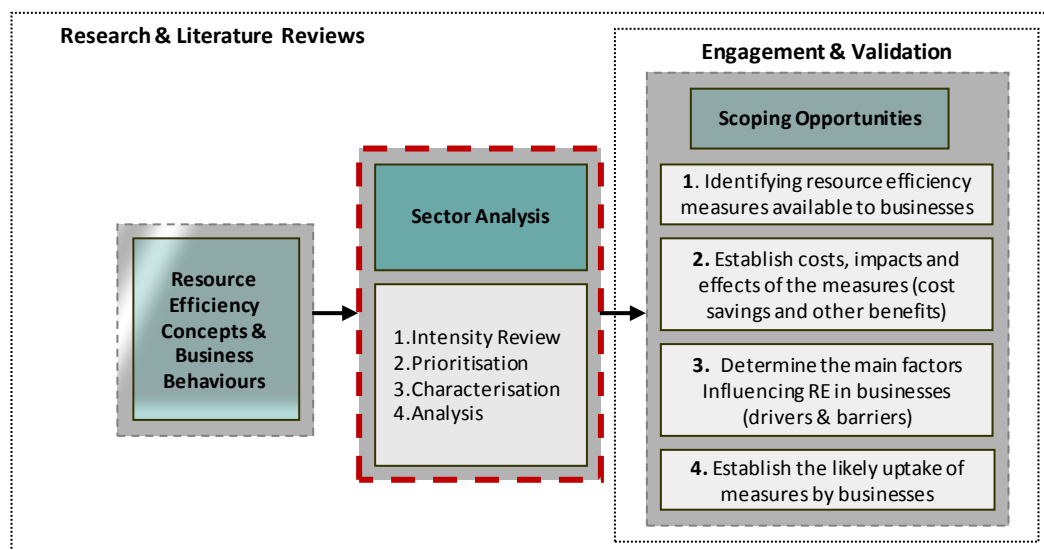 Research & Literature Reviews
Engagement & Validation
Resource
Efficiency
Concepts &
Business
Behaviours
Sector Analysis
1.Intensity Review
2.Prioritisation
3.Characterisation
4.Analysis
Scoping Opportunities
1. Identifying resource efficiency
measures available to businesses
2. Establish costs, impacts and
effects of the measures (cost
savings and other benefits)
3. Determine the main factors
Influencing RE in businesses
(drivers & barriers)
4. Establish the likely uptake of
measures by businesses